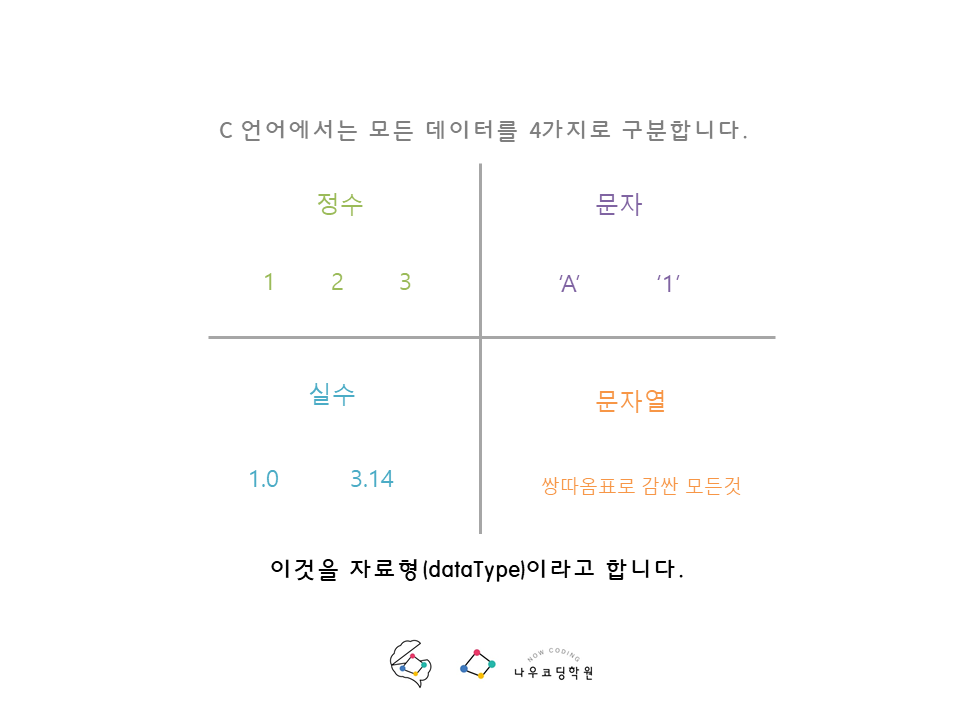 C 언어에서는 모든 데이터를 4가지로 구분합니다.
정수
1 2 3
문자
‘A’ ’1’
실수
1.0 3.14
문자열
쌍따옴표로 감싼 모든것
이것을 자료형(dataType)이라고 합니다.
NOW CODING
나우코딩학원